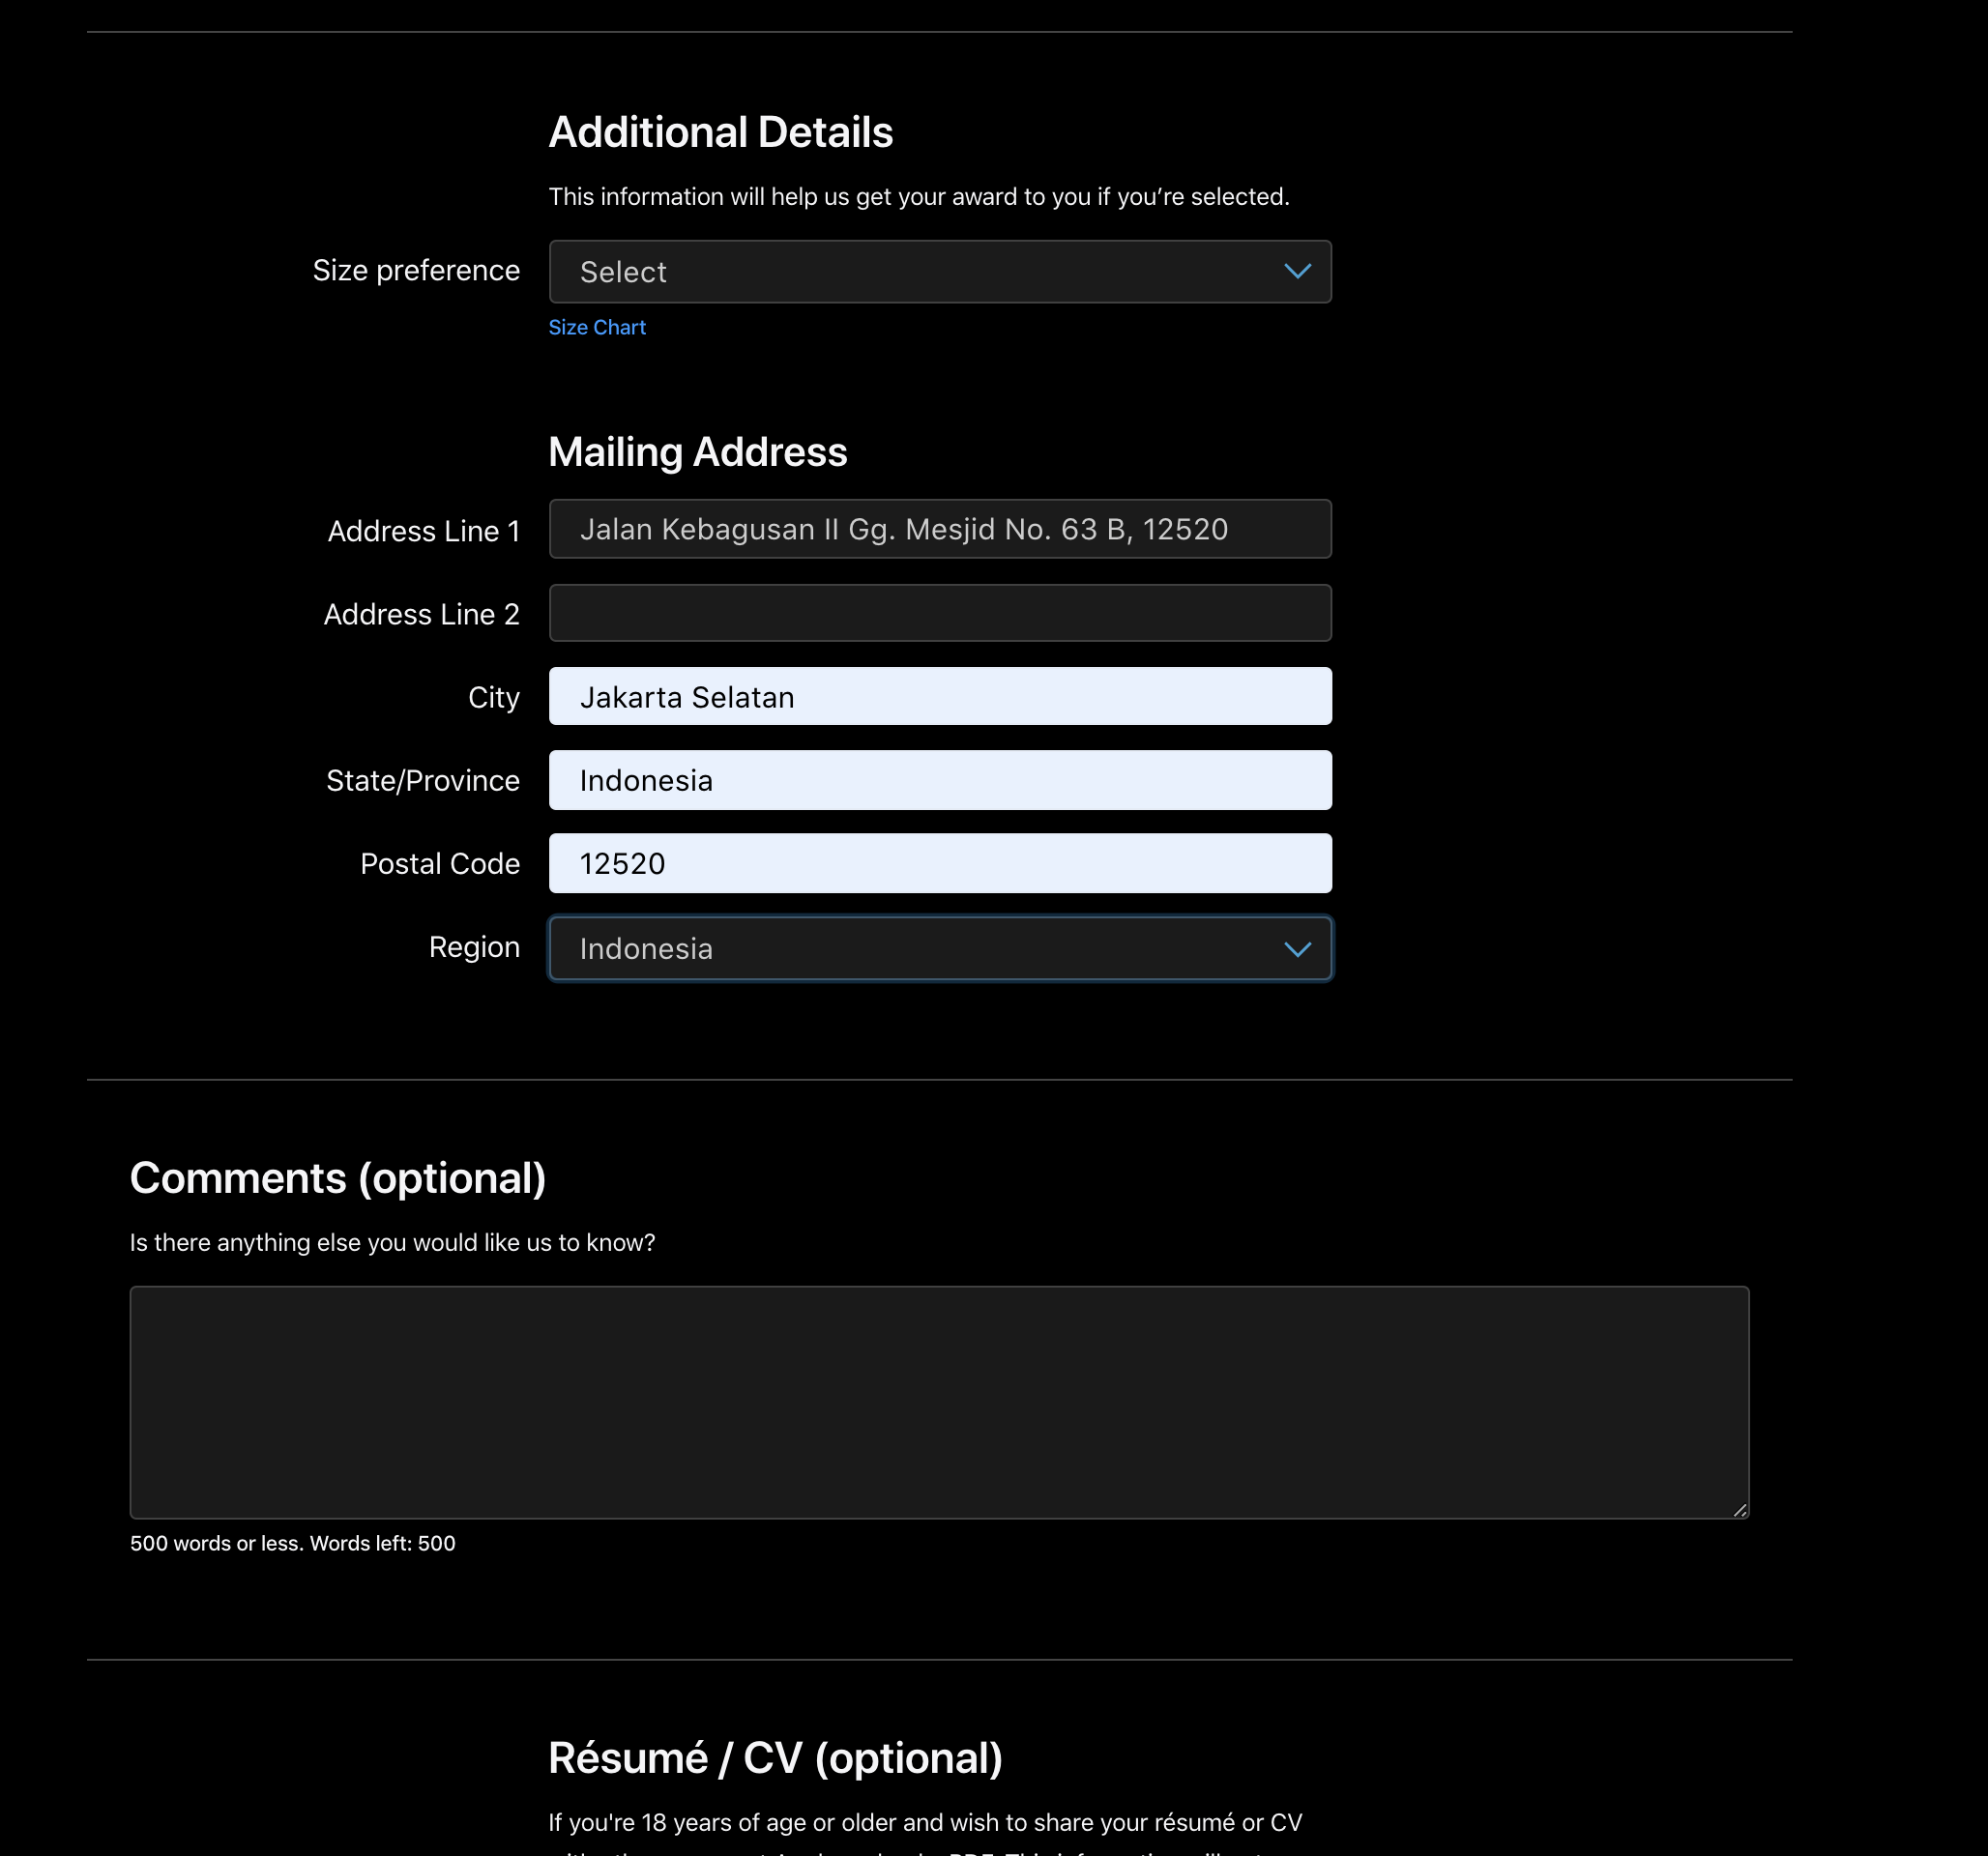 Additional Details
This information will help us get your award to you if you’re selected.
Size preference
Select
Size Chart
Mailing Address
Address Line 1
Jalan Kebagusan II Gg. Mesjid No. 63 B, 12520
Address Line 2
City
Jakarta Selatan
State/Province
Indonesia
Postal Code
12520
Region
Indonesia
Comments (optional)
Is there anything else you would like us to know?
500 words or less. Words left: 500
Résumé / CV (optional)
If you're 18 years of age or older and wish to share your résumé or CV